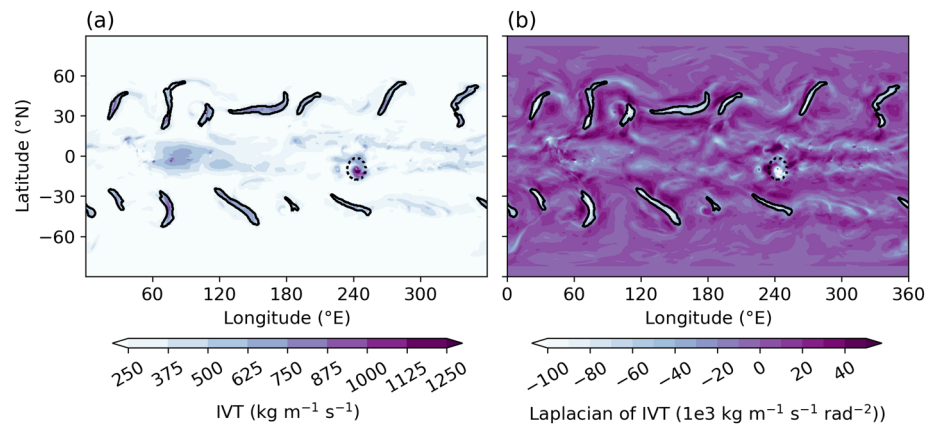 (a)
(b)
60
30
0
−30
−60
Latitude (°N)
60 120 180 240 300
0 60 120 180 240 300 360
Longitude (°E)
Longitude (°E)
250 375 500 625 750 875 1000 1125 1250
−100 −80 −60 −40 −20 0 20 40
IVT (kg m⁻¹ s⁻¹)
Laplacian of IVT (1e3 kg m⁻¹ s⁻¹ rad⁻²))